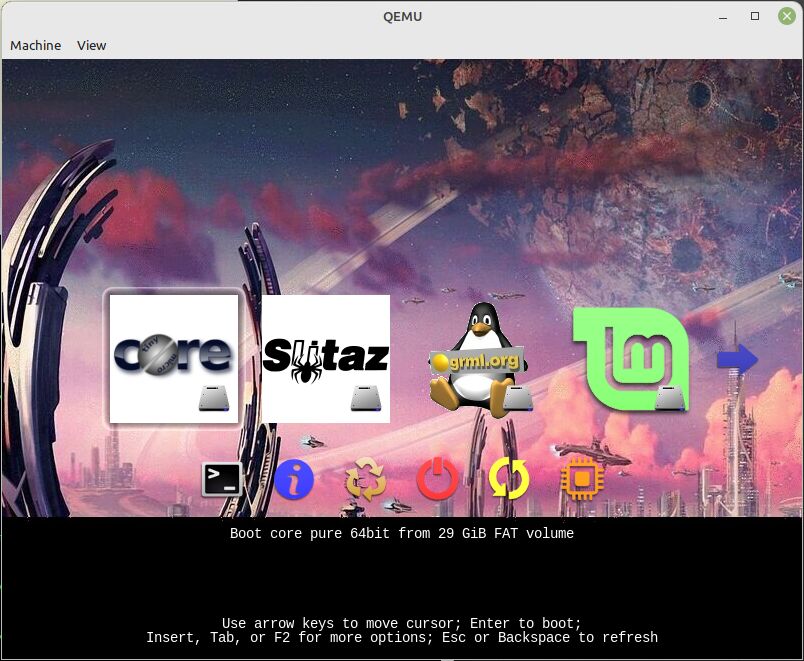 QEMU
Machine View
core
tiny
micro
SliTaz
grml.org
Boot core pure 64bit from 29 GiB FAT volume
Use arrow keys to move cursor; Enter to boot;
Insert, Tab, or F2 for more options; Esc or Backspace to refresh